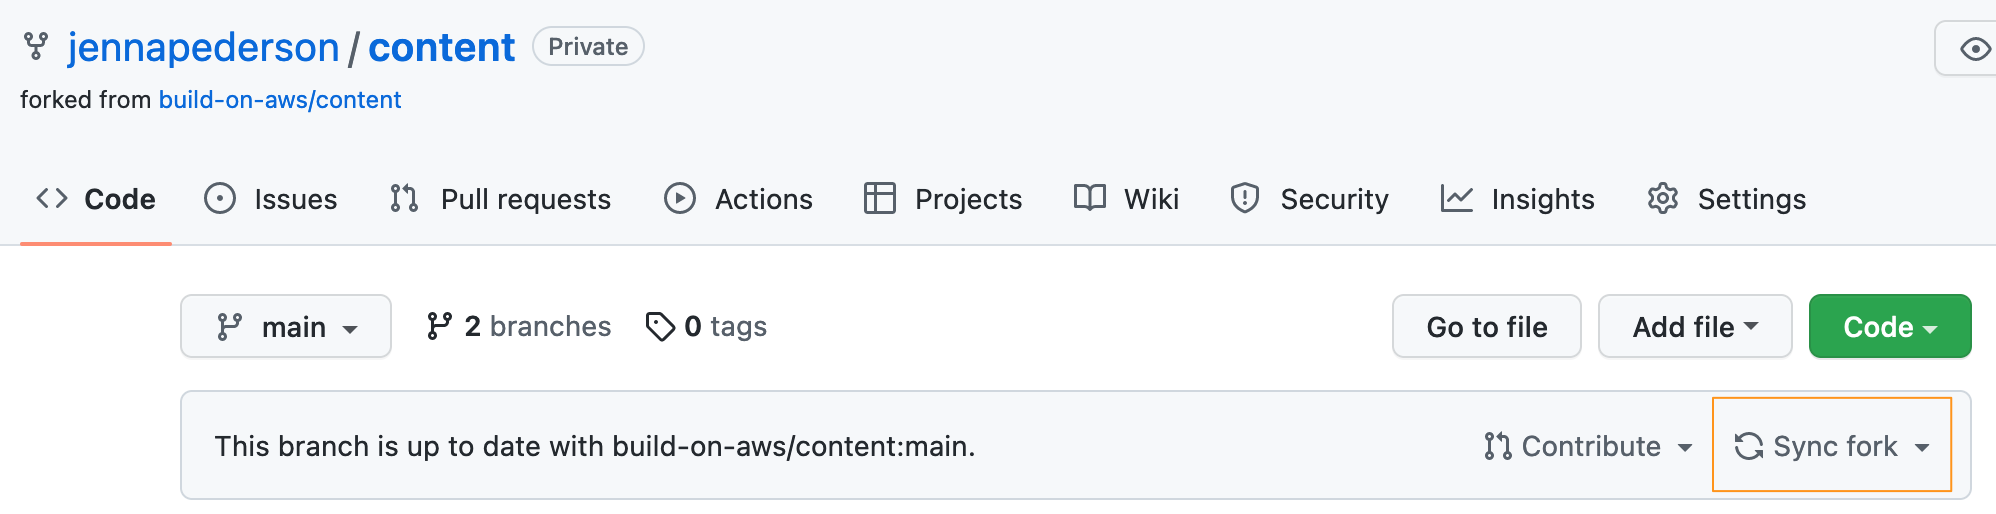 jennapederson / content Private
forked from build-on-aws/content
Code Issues Pull requests Actions Projects Wiki Security Insights Settings
main 2 branches 0 tags Go to file Add file Code
This branch is up to date with build-on-aws/content:main. Contribute Sync fork